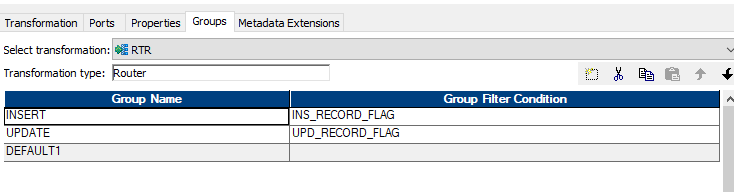 Transformation Ports Properties Groups Metadata Extensions
Select transformation: RTR
Transformation type: Router
Group Name Group Filter Condition
INSERT INS_RECORD_FLAG
UPDATE UPD_RECORD_FLAG
DEFAULT1